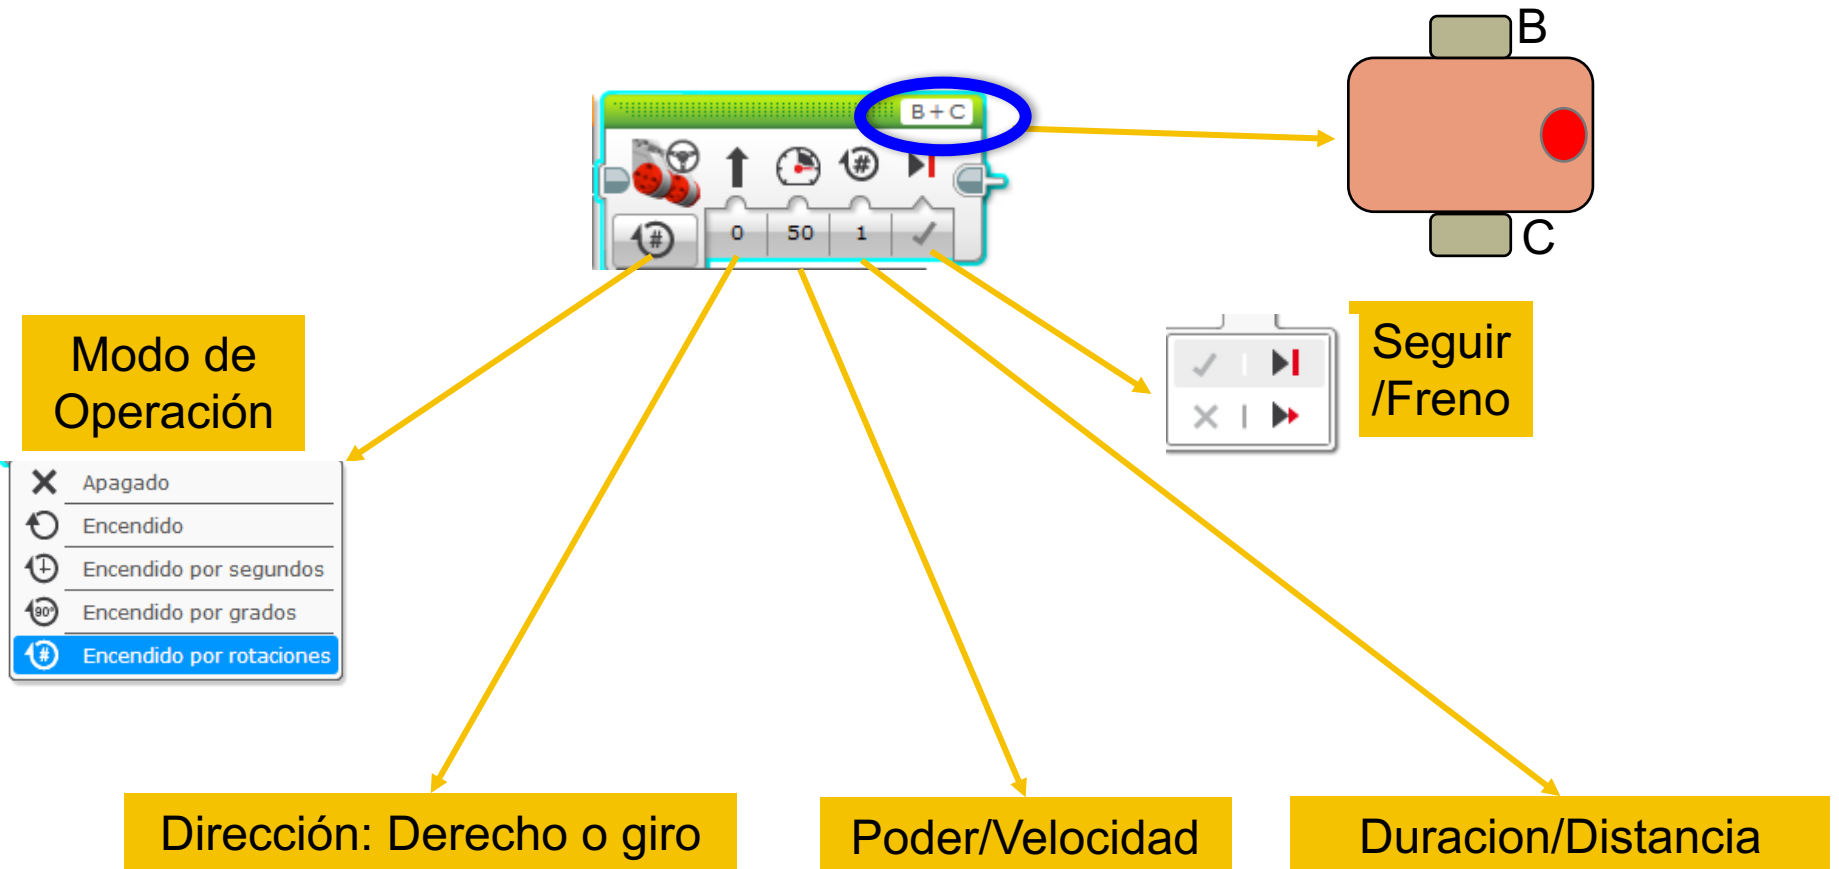 B
B + C
#
#
0
50
1
C
Modo de
Operación
Seguir
/Freno
Apagado
Encendido
Encendido por segundos
90°
Encendido por grados
#
Encendido por rotaciones
Dirección: Derecho o giro
Poder/Velocidad
Duracion/Distancia